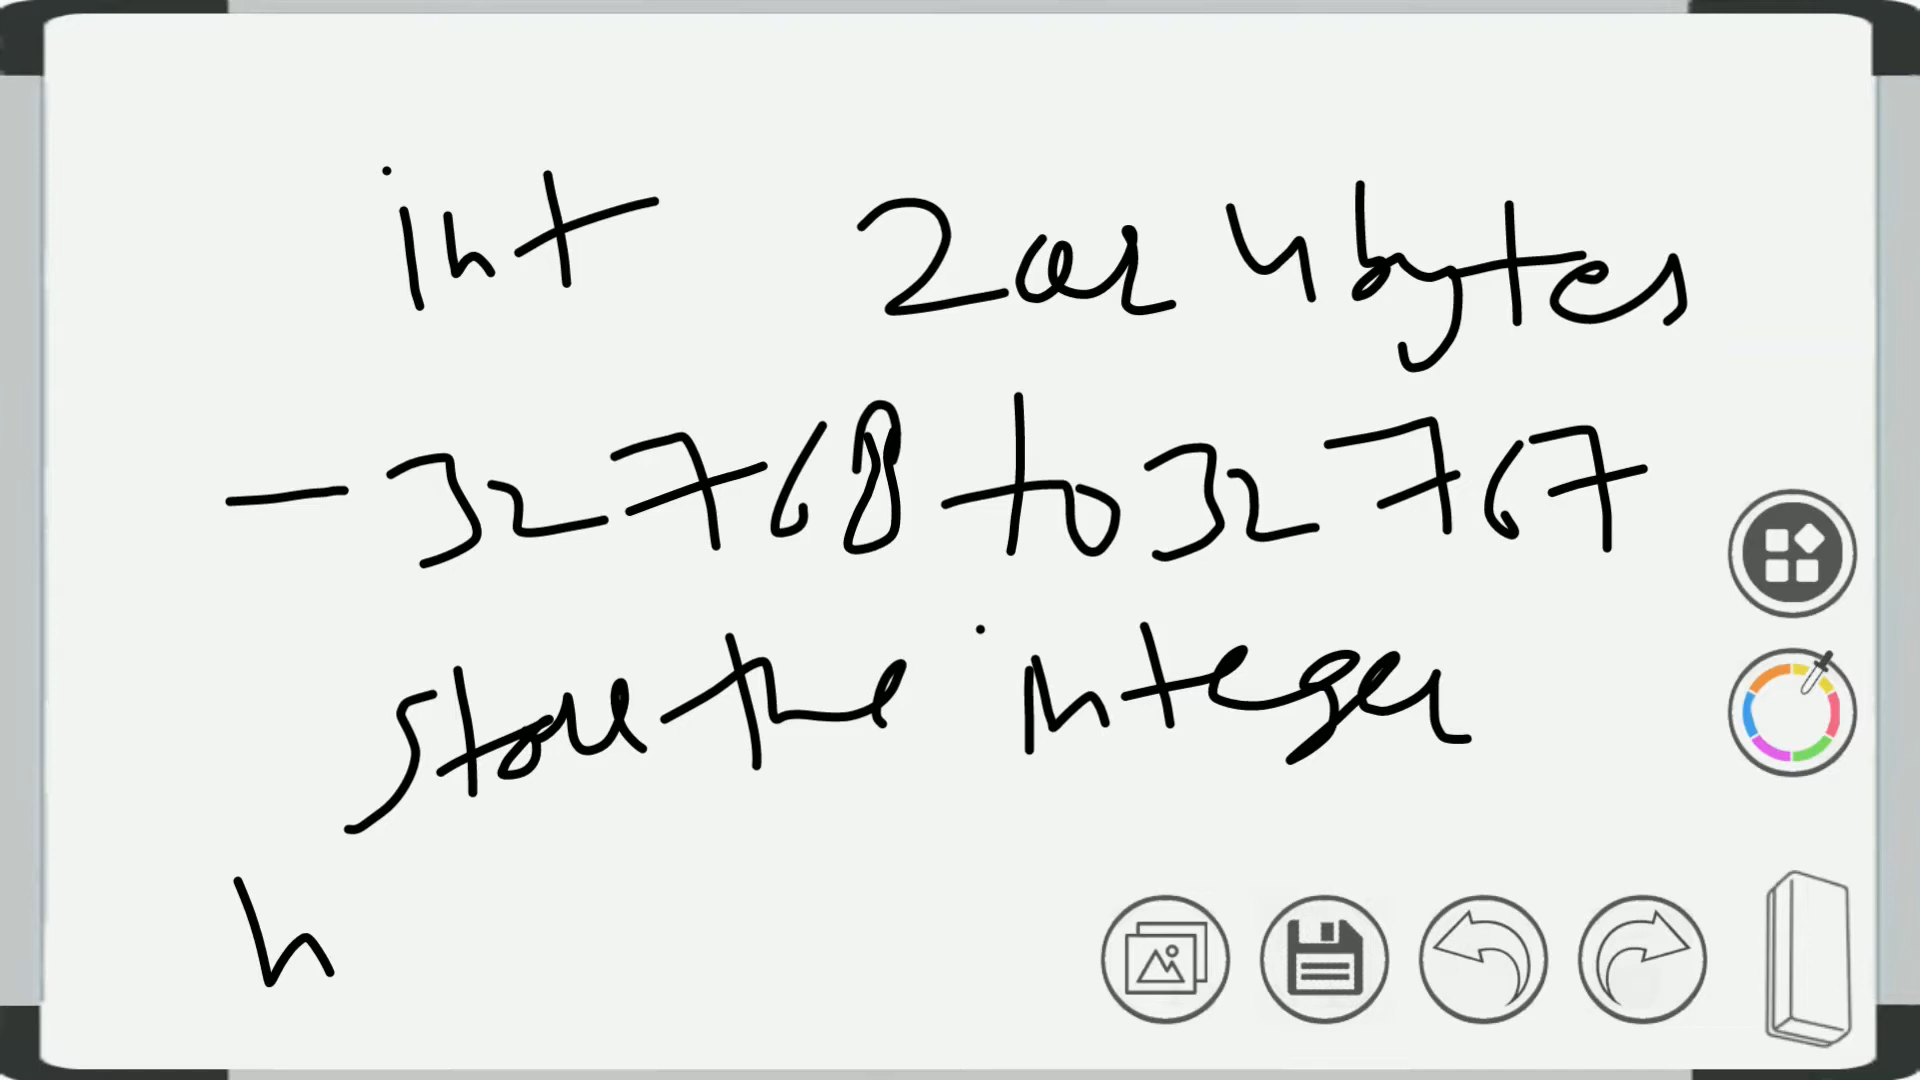 int 2 or 4 bytes
-32768 to 32767
store the integer
h